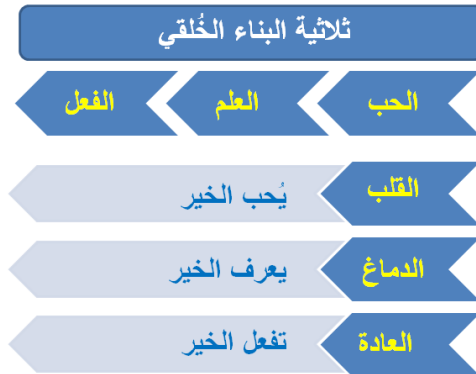 ثلاثية البناء الخُلقي
الحب العلم الفعل
القلب يُحب الخير
الدماغ يعرف الخير
العادة تفعل الخير